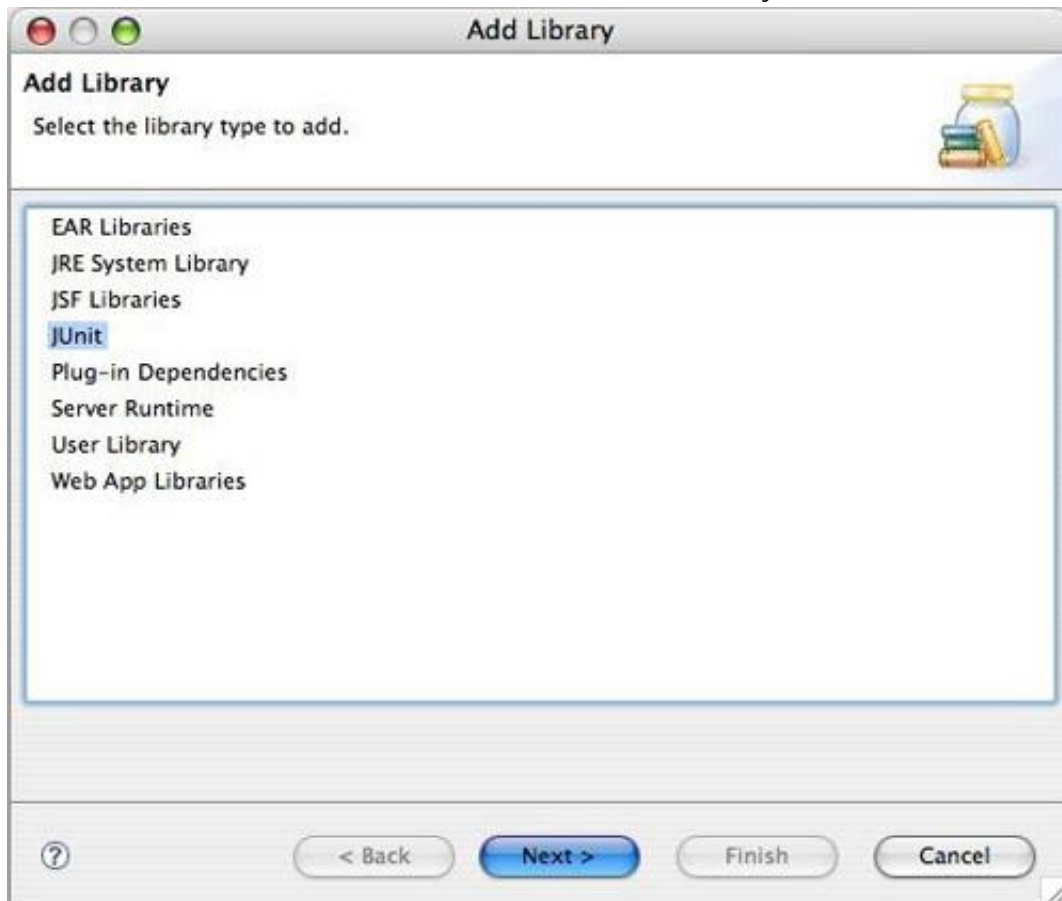 Add Library
Add Library
Select the library type to add.
EAR Libraries
JRE System Library
JSF Libraries
JUnit
Plug-in Dependencies
Server Runtime
User Library
Web App Libraries
? < Back Next > Finish Cancel